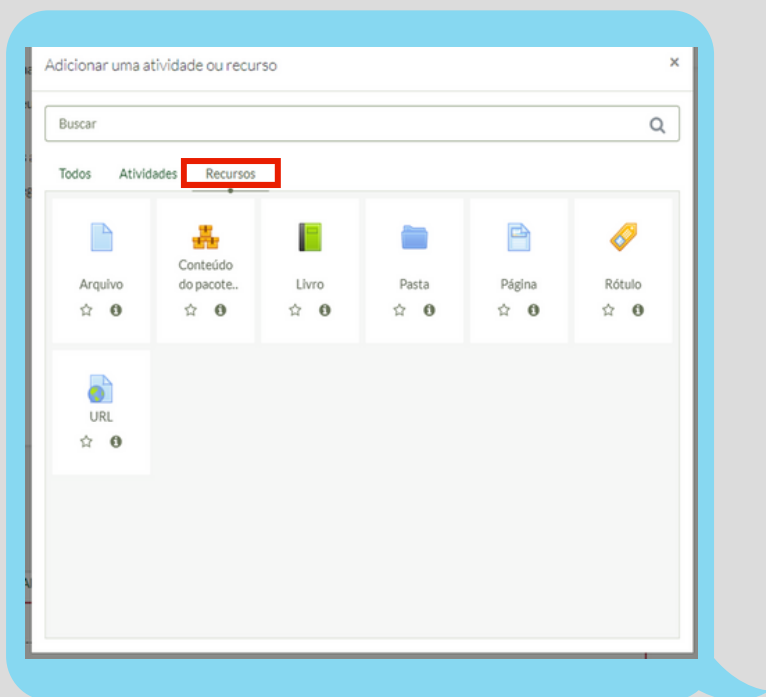 Adicionar uma atividade ou recurso
×
Buscar
Todos Atividades Recursos
Arquivo
Conteúdo
do pacote..
Livro
Pasta
Página
Rótulo
URL